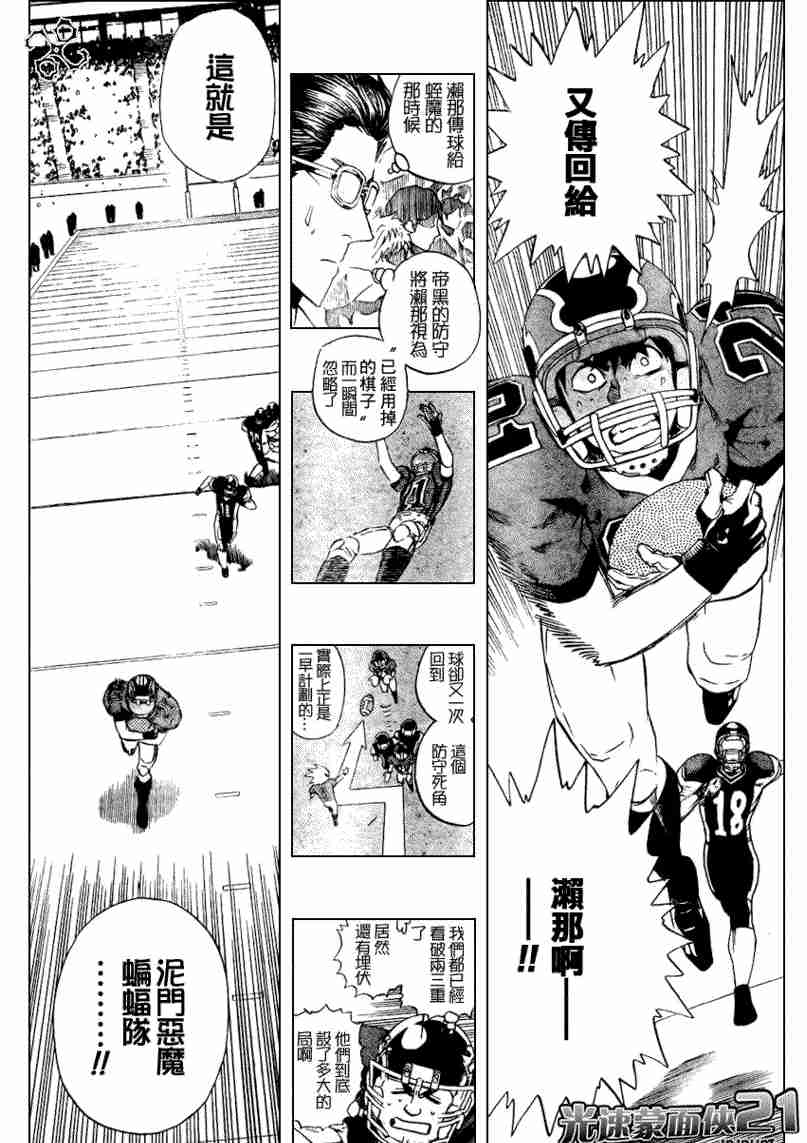 又傳回給
瀨那啊
——!!
18
瀨那傳球給
蛭魔的
那時候
帝黑的防守
將瀨那視為
"已經用掉
的棋子"
而一瞬間
忽略了
球卻又一次
回到
這個
防守死角
實際上正是
一早計劃的…
我們都已經
看破兩三重
了
居然
還有埋伏
他們到底
設了多大的
局啊
這就是
泥門惡魔
蝙蝠隊
………!!
光速蒙面俠21